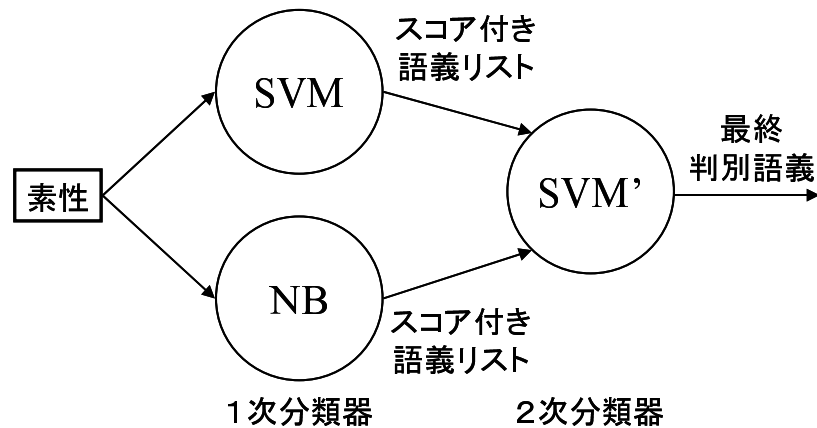 素性
SVM
スコア付き
語義リスト
NB
スコア付き
語義リスト
SVM’
最終
判別語義
１次分類器
２次分類器